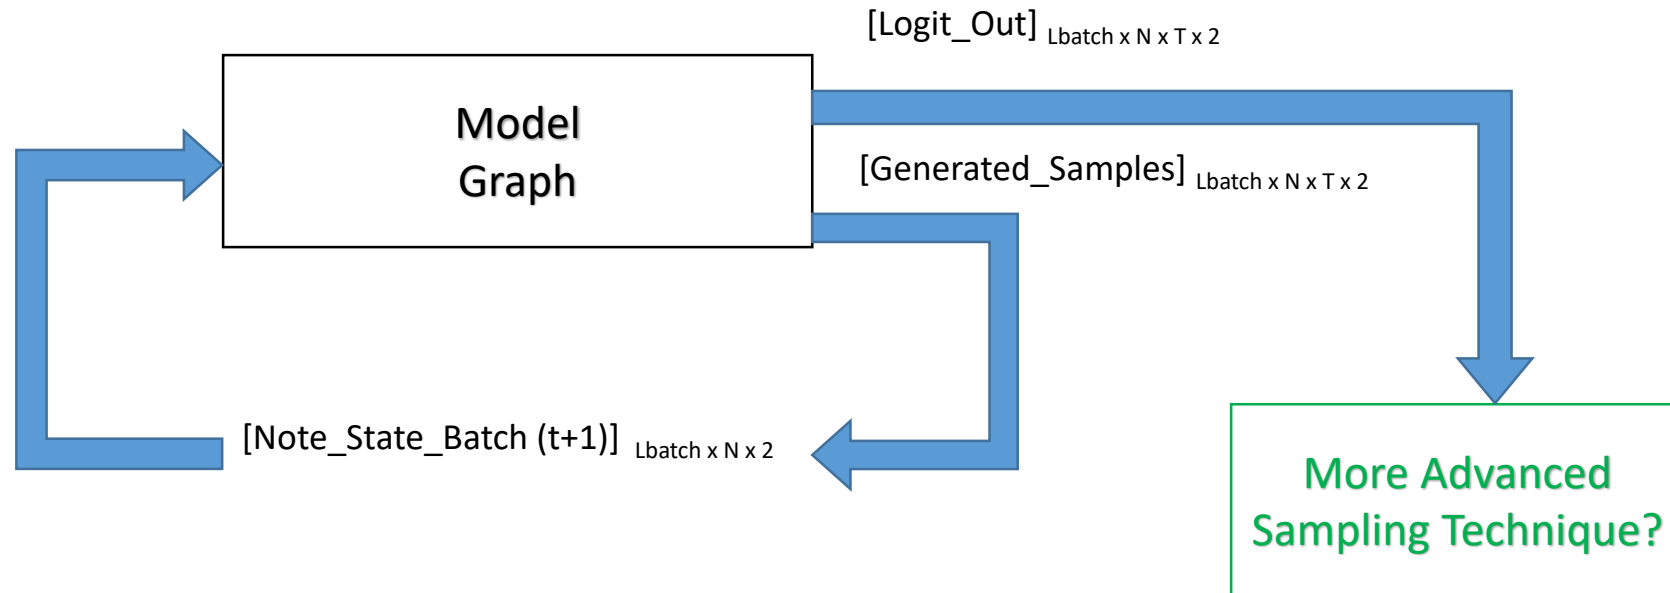 [Logit_Out] Lbatch x N x T x 2
Model
Graph
[Generated_Samples] Lbatch x N x T x 2
[Note_State_Batch (t+1)] Lbatch x N x 2
More Advanced
Sampling Technique?